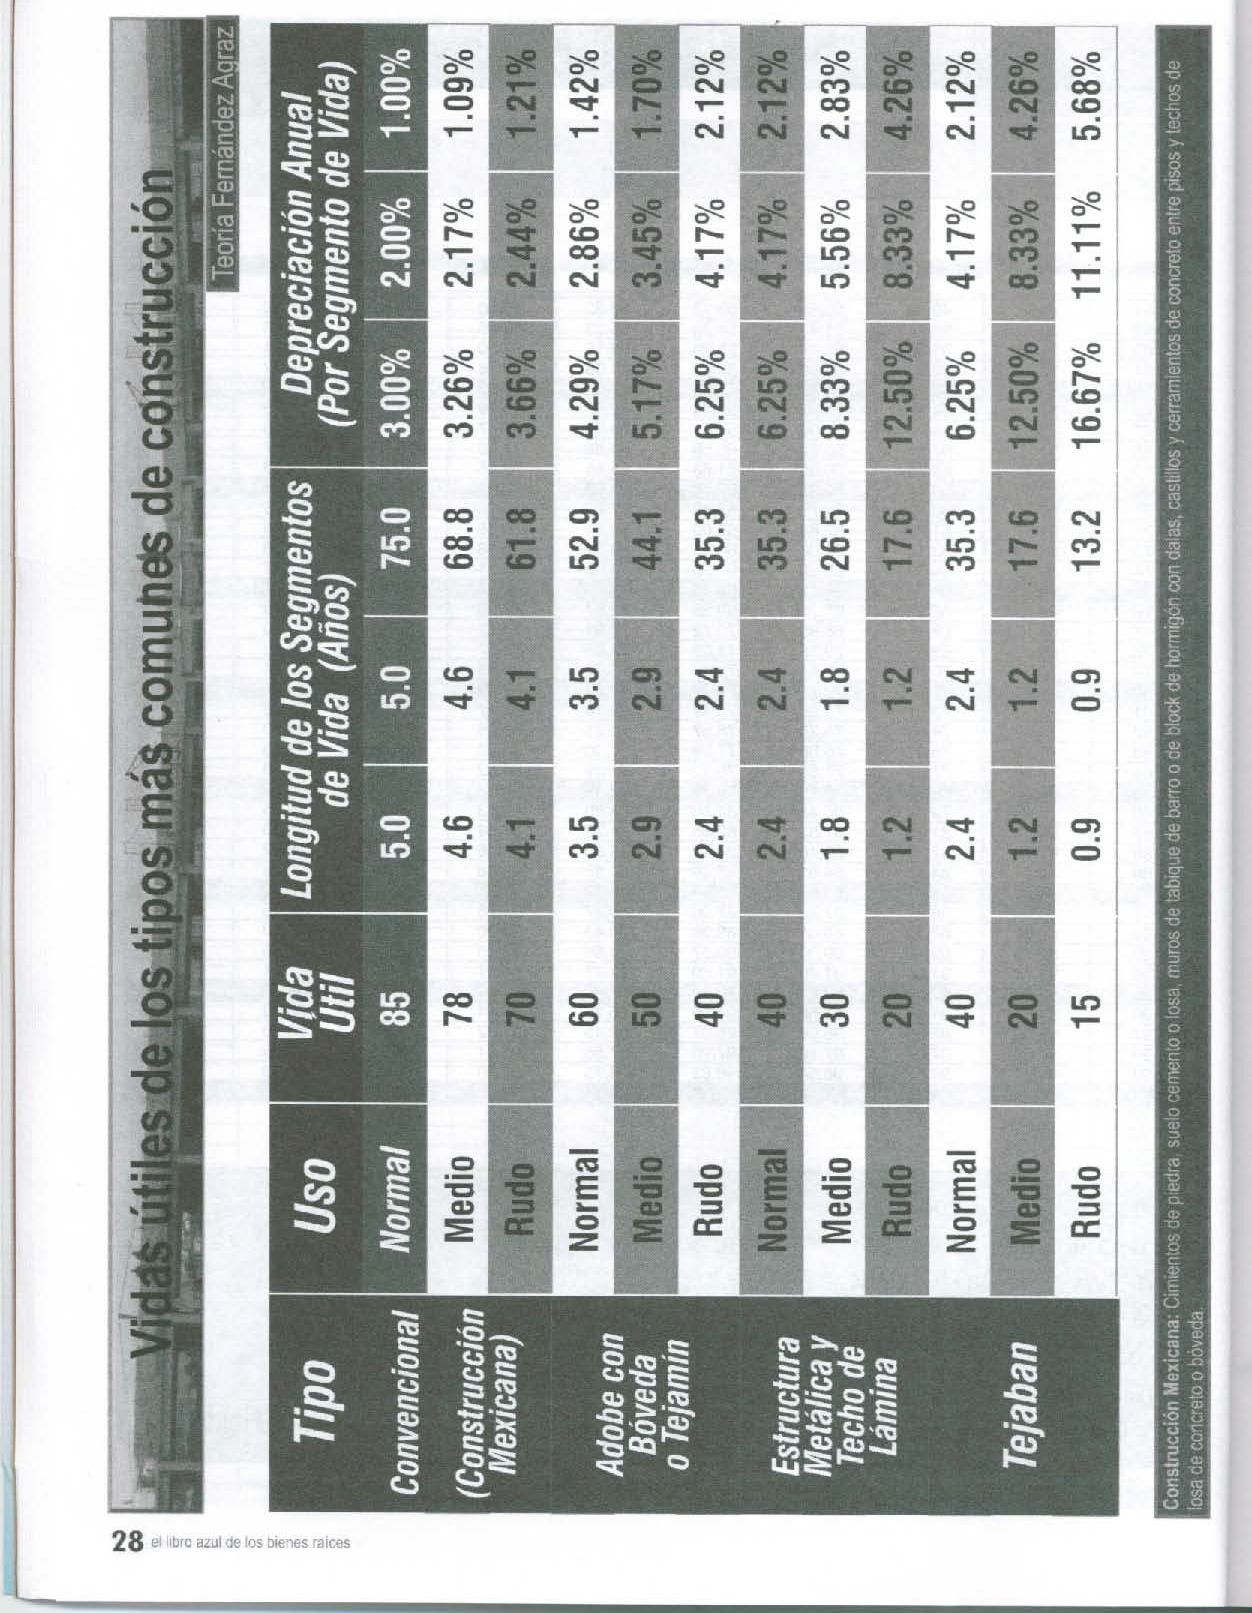 Vidas útiles de los tipos más comunes de construcción
Teoría Fernández Agraz
Tipo Uso Vida Util Longitud de los Segmentos de Vida (Años) Depreciación Anual (Por Segmento de Vida)
Convencional Normal 85 5.0 5.0 75.0 3.00% 2.00% 1.00%
(Construcción Mexicana) Medio 78 4.6 4.6 68.8 3.26% 2.17% 1.09%
Rudo 70 4.1 4.1 61.8 3.66% 2.44% 1.21%
Adobe con Bóveda o Tejamín Normal 60 3.5 3.5 52.9 4.29% 2.86% 1.42%
Medio 50 2.9 2.9 44.1 5.17% 3.45% 1.70%
Rudo 40 2.4 2.4 35.3 6.25% 4.17% 2.12%
Estructura Metálica y Techo de Lámina Normal 40 2.4 2.4 35.3 6.25% 4.17% 2.12%
Medio 30 1.8 1.8 26.5 8.33% 5.56% 2.83%
Rudo 20 1.2 1.2 17.6 12.50% 8.33% 4.26%
Tejaban Normal 40 2.4 2.4 35.3 6.25% 4.17% 2.12%
Medio 20 1.2 1.2 17.6 12.50% 8.33% 4.26%
Rudo 15 0.9 0.9 13.2 16.67% 11.11% 5.68%
Construcción Mexicana: Cimientos de piedra, suelo cemento o losa, muros de tabique de barro o de block de hormigón con dalas, castillos y cerramientos de concreto entre pisos y techos de
losa de concreto o bóveda.
28 el libro azul de los bienes raíces